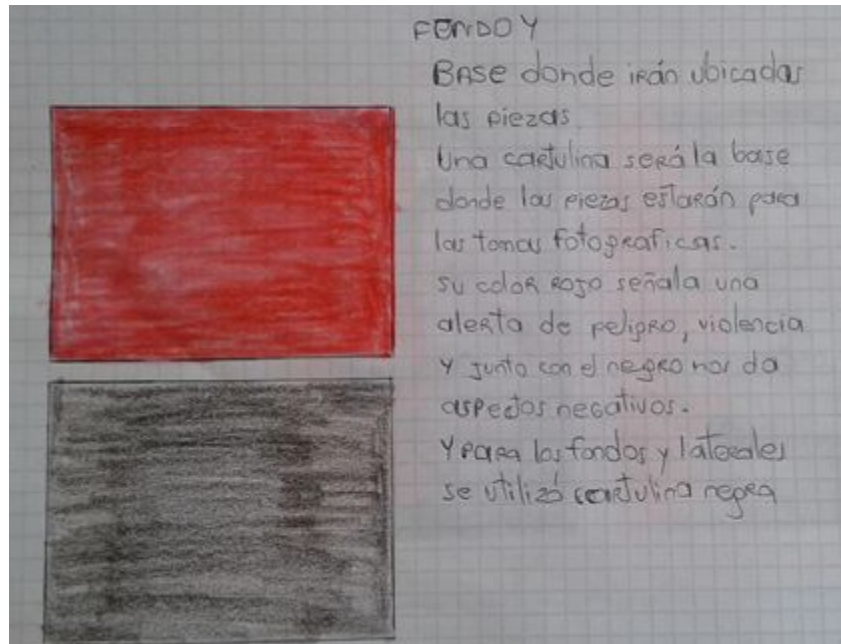 FONDO Y
BASE donde irán ubicadas
las piezas.
Una cartulina será la base
donde las piezas estarán para
las tomas fotograficas.
su color rojo señala una
alerta de peligro, violencia
Y junto con el negro nos da
aspectos negativos.
Y para los fondos y laterales
se utilizó cartulina negra